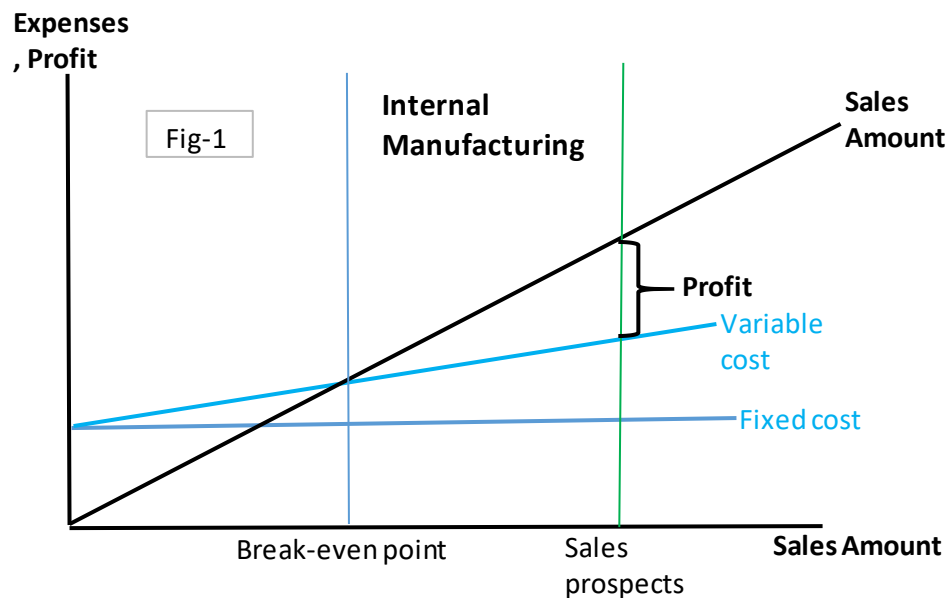 Expenses
, Profit
Fig-1
Internal
Manufacturing
Sales
Amount
Profit
Variable
cost
Fixed cost
Break-even point
Sales
prospects
Sales Amount